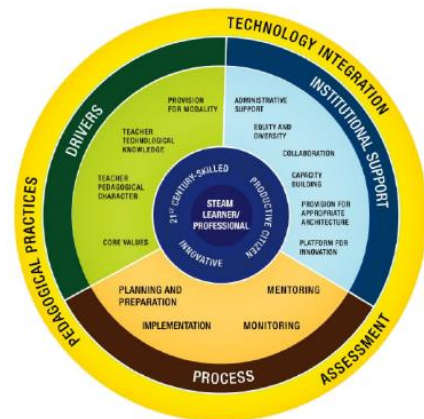 TECHNOLOGY INTEGRATION
PEDAGOGICAL PRACTICES
ASSESSMENT
DRIVERS
PROVISION
FOR MODALITY
TEACHER
TECHNOLOGICAL
KNOWLEDGE
TEACHER
PEDAGOGICAL
CHARACTER
CORE VALUES
INSTITUTIONAL SUPPORT
ADMINISTRATIVE
SUPPORT
EQUITY AND
DIVERSITY
COLLABORATION
CAPACITY
BUILDING
PROVISION FOR
APPROPRIATE
ARCHITECTURE
PLATFORM FOR
INNOVATION
21ST CENTURY-SKILLED
PRODUCTIVE CITIZEN
INNOVATIVE
STEAM
LEARNER/
PROFESSIONAL
PLANNING AND
PREPARATION
IMPLEMENTATION
MENTORING
MONITORING
PROCESS